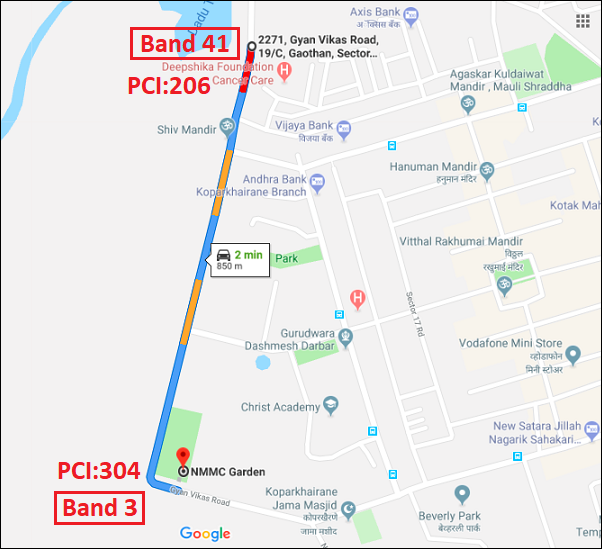 Axis Bank
अ‍ॅक्सिस बँक
Ladu T
Band 41
2271, Gyan Vikas Road,
19/C, Gaothan, Sector...
Deepshika Foundation
Cancer Care
PCI:206
Agaskar Kuldaiwat
Mandir , Mauli Shraddha
Shiv Mandir
Vijaya Bank
विजया बँक
Hanuman Mandir
हनुमान मंदिर
Andhra Bank
Koparkhairane
Branch
Kotak Mah
Vitthal Rakhumai Mandir
विठ्ठल
रखुमाई मंदिर
2 min
850 m
Park
Sector 17 Rd
Gurudwara
Dashmesh Darbar
Vodafone Mini Store
व्होडाफोन
मिनी स्टोअर
Christ Academy
New Satara Jillah
Nagarik Sahakari...
PCI:304
NMMC Garden
Band 3
Gyan Vikas Road
Koparkhairane
Jama Masjid
कोपरखैरणे
जामा मशीद
Beverly Park
बेव्हरली पार्क
Mo
Temp
Google